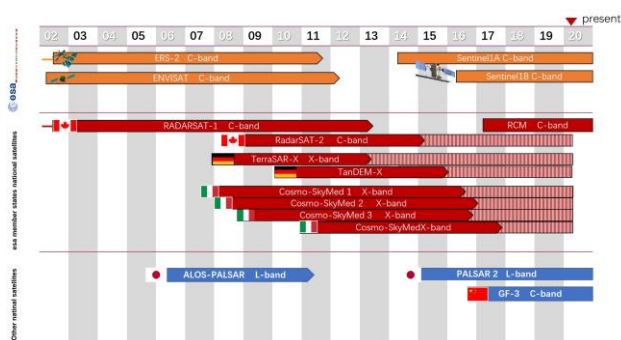 present
02 03 04 05 06 07 08 09 10 11 12 13 14 15 16 17 18 19 20
ERS-2 C-band
Sentinel1A C-band
ENVISAT C-band
Sentinel1B C-band
esa
RADARSAT-1 C-band
RCM C-band
RadarSAT-2 C-band
TerraSAR-X X-band
TanDEM-X
Cosmo-SkyMed 1 X-band
Cosmo-SkyMed 2 X-band
Cosmo-SkyMed 3 X-band
Cosmo-SkyMedX-band
esa member states national satellites
ALOS-PALSAR L-band
PALSAR 2 L-band
GF-3 C-band
Other natinal satellites